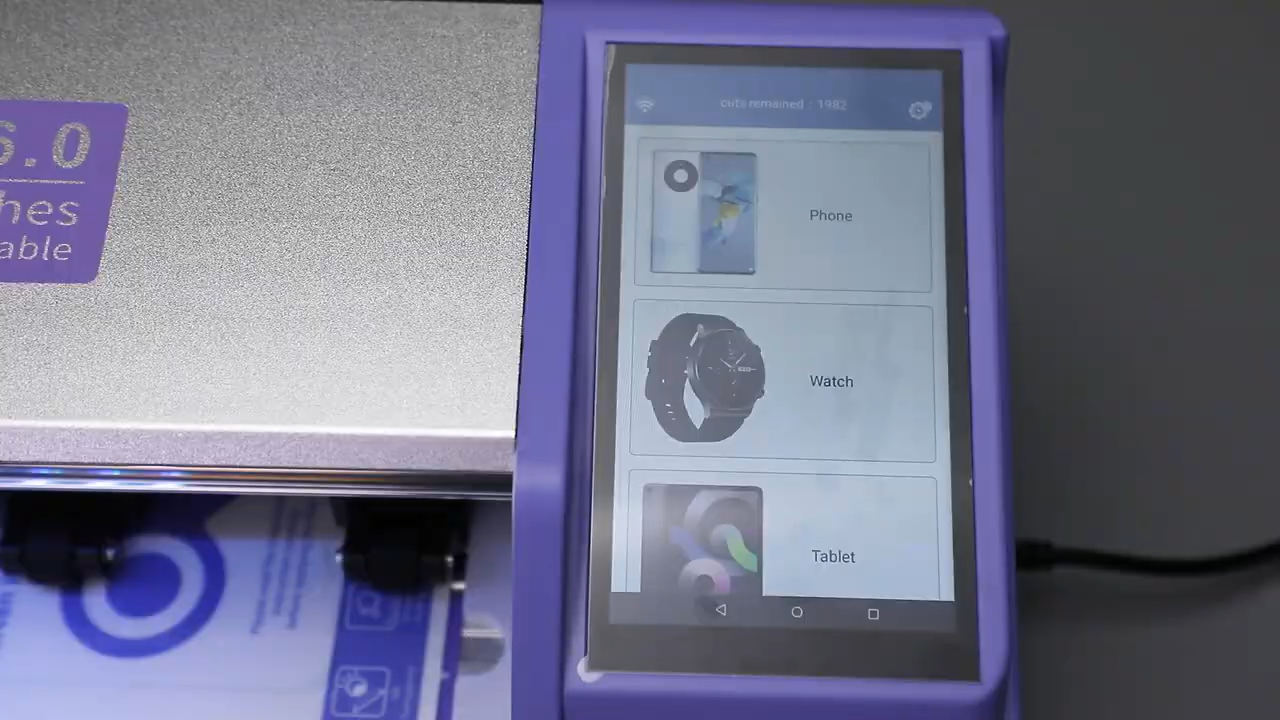 6.0
hes
able
cuts remained : 1982
Phone
Watch
Tablet